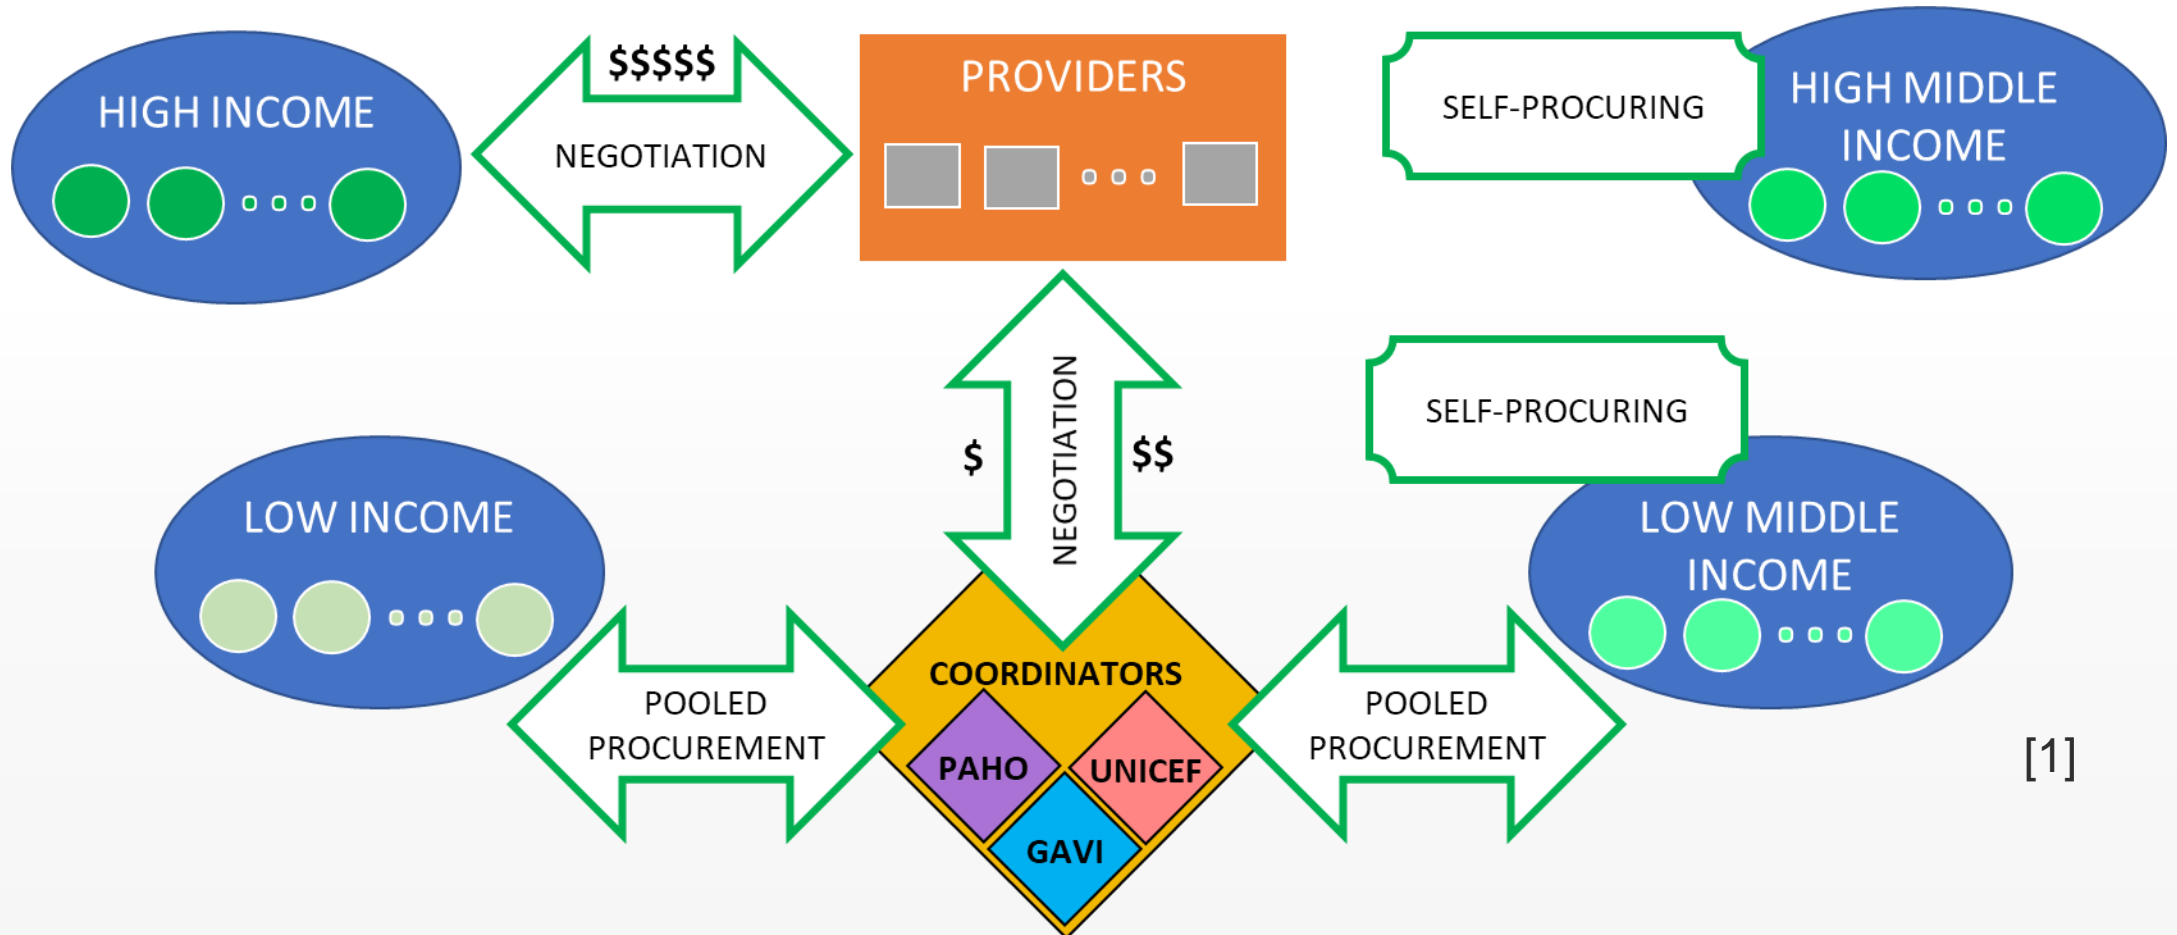 HIGH INCOME
$$$$$
NEGOTIATION
PROVIDERS
SELF-PROCURING
HIGH MIDDLE
INCOME
$
NEGOTIATION
$$
SELF-PROCURING
LOW INCOME
LOW MIDDLE
INCOME
POOLED
PROCUREMENT
COORDINATORS
PAHO
UNICEF
GAVI
POOLED
PROCUREMENT
[1]